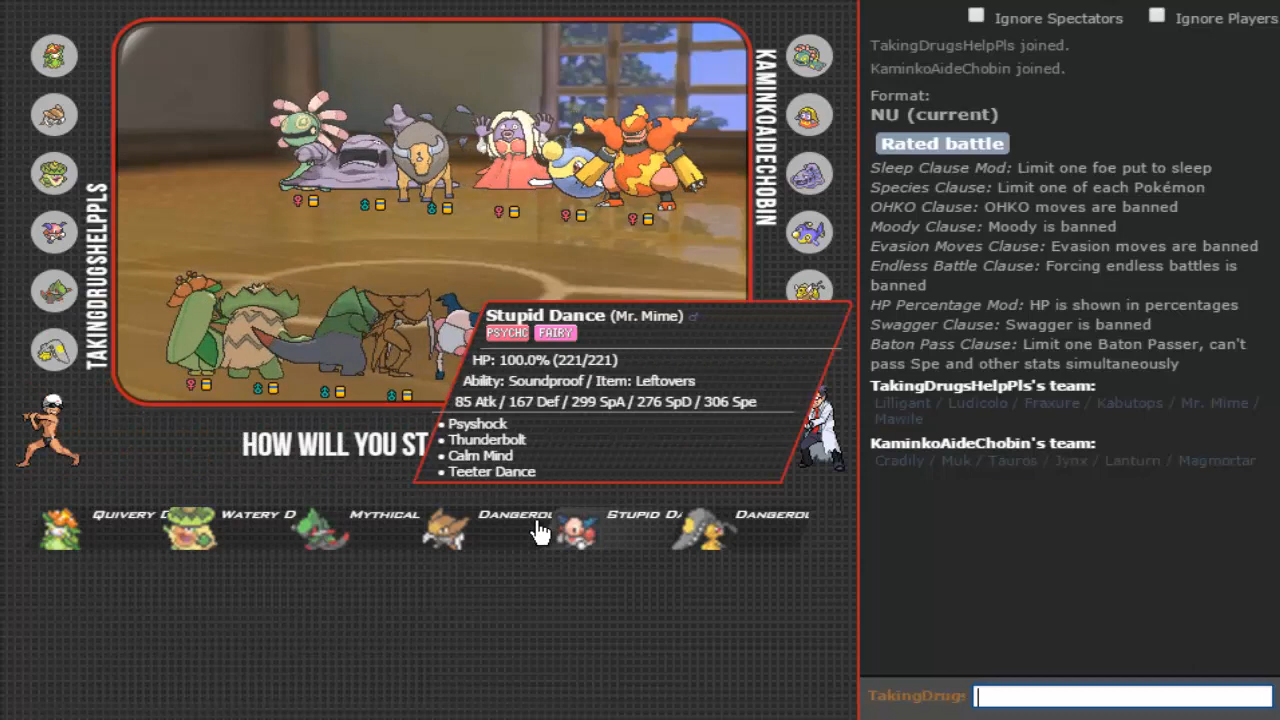 Ignore Spectators
Ignore Players
TakingDrugsHelpPls joined.
KaminkoAideChobin joined.
Format:
NU (current)
Rated battle
Sleep Clause Mod: Limit one foe put to sleep
Species Clause: Limit one of each Pokémon
OHKO Clause: OHKO moves are banned
Moody Clause: Moody is banned
Evasion Moves Clause: Evasion moves are banned
Endless Battle Clause: Forcing endless battles is
banned
HP Percentage Mod: HP is shown in percentages
Swagger Clause: Swagger is banned
Baton Pass Clause: Limit one Baton Passer, can't
pass Spe and other stats simultaneously
TakingDrugsHelpPls's team:
Lilligant / Ludicolo / Fraxure / Kabutops / Mr. Mime /
Mawile
KaminkoAideChobin's team:
Cradily / Muk / Tauros / Jynx / Lanturn / Magmortar
TAKINGDRUGSHELPPLS
KAMINKOAIDECHOBIN
Stupid Dance (Mr. Mime) ♂
PSYCHC FAIRY
HP: 100.0% (221/221)
Ability: Soundproof / Item: Leftovers
85 Atk / 167 Def / 299 SpA / 276 SpD / 306 Spe
• Psyshock
• Thunderbolt
• Calm Mind
• Teeter Dance
HOW WILL YOU ST
QUIVERY D
WATERY D
MYTHICAL
DANGEROU
STUPID DA
DANGEROU
TakingDrugs